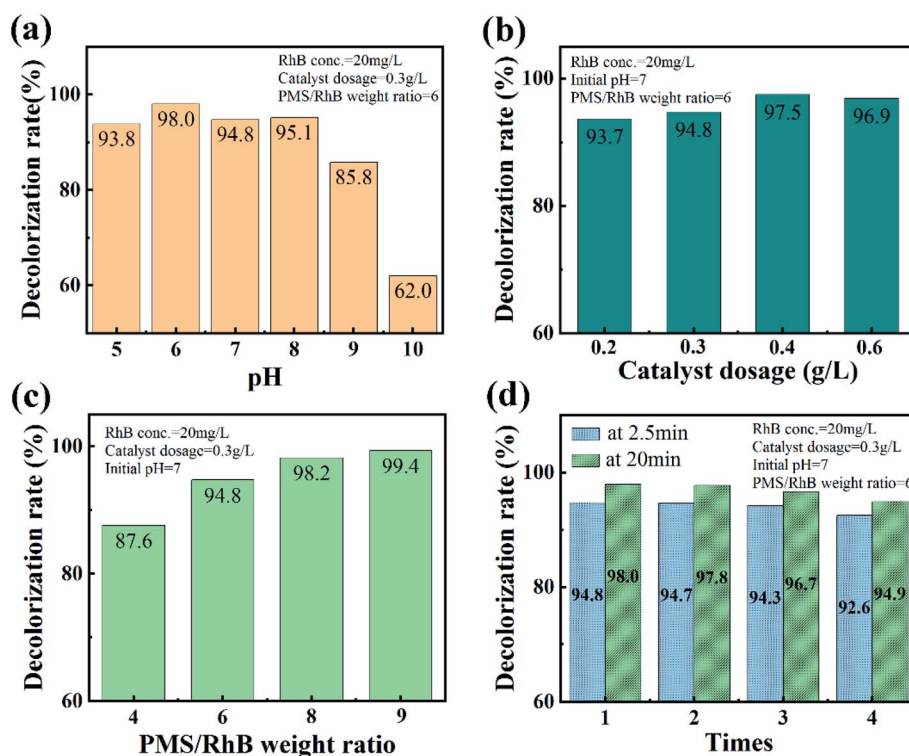 (a)
RhB conc.=20mg/L
Catalyst dosage=0.3g/L
PMS/RhB weight ratio=6
Decolorization rate(%)
100
80
60
93.8
98.0
94.8
95.1
85.8
62.0
5 6 7 8 9 10
pH
(b)
RhB conc.=20mg/L
Initial pH=7
PMS/RhB weight ratio=6
Decolorization rate (%)
100
80
60
93.7
94.8
97.5
96.9
0.2 0.3 0.4 0.6
Catalyst dosage (g/L)
(c)
RhB conc.=20mg/L
Catalyst dosage=0.3g/L
Initial pH=7
Decolorization rate (%)
100
80
60
87.6
94.8
98.2
99.4
4 6 8 9
PMS/RhB weight ratio
(d)
at 2.5min
at 20min
RhB conc.=20mg/L
Catalyst dosage=0.3g/L
Initial pH=7
PMS/RhB weight ratio=6
Decolorization rate (%)
100
80
60
94.8
98.0
94.7
97.8
94.3
96.7
92.6
94.9
1 2 3 4
Times